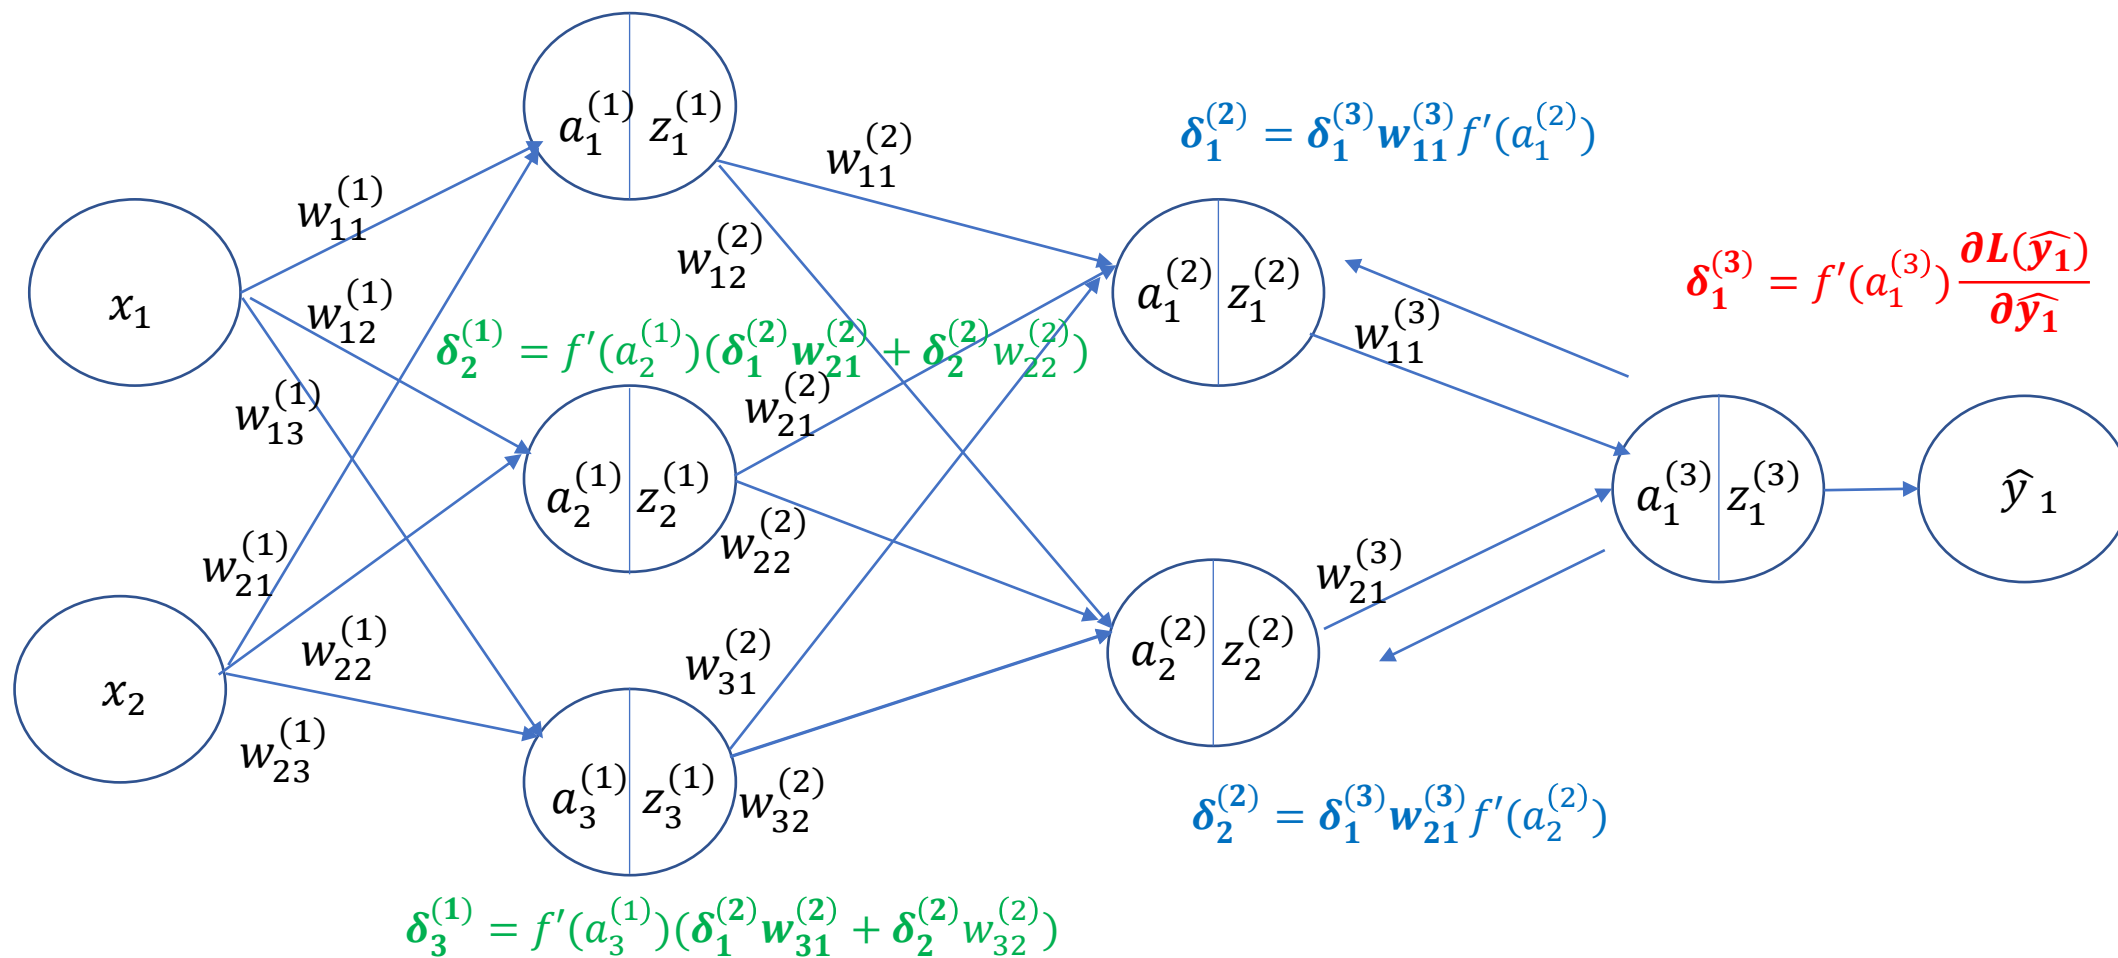 a_1^{(1)} z_1^{(1)}
δ_1^{(2)} = δ_1^{(3)} w_{11}^{(3)} f′(a_1^{(2)})
w_{11}^{(2)}
w_{11}^{(1)}
w_{12}^{(2)}
δ_1^{(3)} = f′(a_1^{(3)}) ∂L(\widehat{y_1}) / ∂\widehat{y_1}
x_1
a_1^{(2)} z_1^{(2)}
w_{12}^{(1)}
w_{11}^{(3)}
δ_2^{(1)} = f′(a_2^{(1)})(δ_1^{(2)} w_{21}^{(2)} + δ_2^{(2)} w_{22}^{(2)})
w_{13}^{(1)}
w_{21}^{(2)}
a_2^{(1)} z_2^{(1)}
a_1^{(3)} z_1^{(3)}
ŷ_1
w_{21}^{(1)}
w_{22}^{(2)}
w_{21}^{(3)}
w_{22}^{(1)}
w_{31}^{(2)}
a_2^{(2)} z_2^{(2)}
x_2
w_{23}^{(1)}
a_3^{(1)} z_3^{(1)}
w_{32}^{(2)}
δ_2^{(2)} = δ_1^{(3)} w_{21}^{(3)} f′(a_2^{(2)})
δ_3^{(1)} = f′(a_3^{(1)})(δ_1^{(2)} w_{31}^{(2)} + δ_2^{(2)} w_{32}^{(2)})